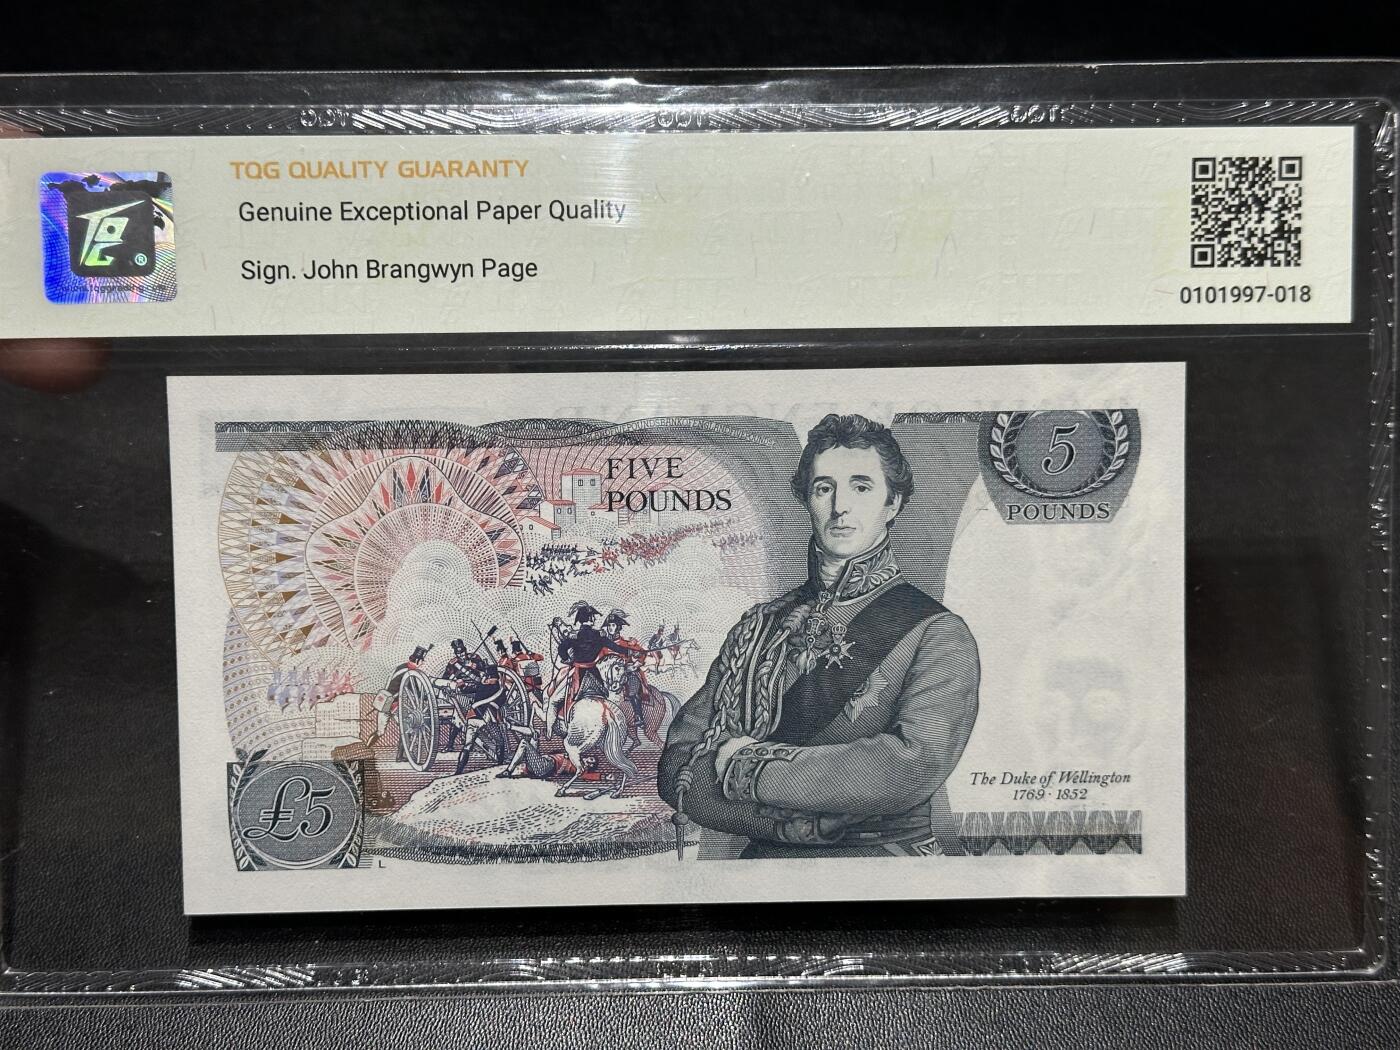 TQG QUALITY GUARANTY
Genuine Exceptional Paper Quality
Sign. John Brangwyn Page
®
0101997-018
FIVE
POUNDS
5
POUNDS
The Duke of Wellington
1769 · 1852
£5
L